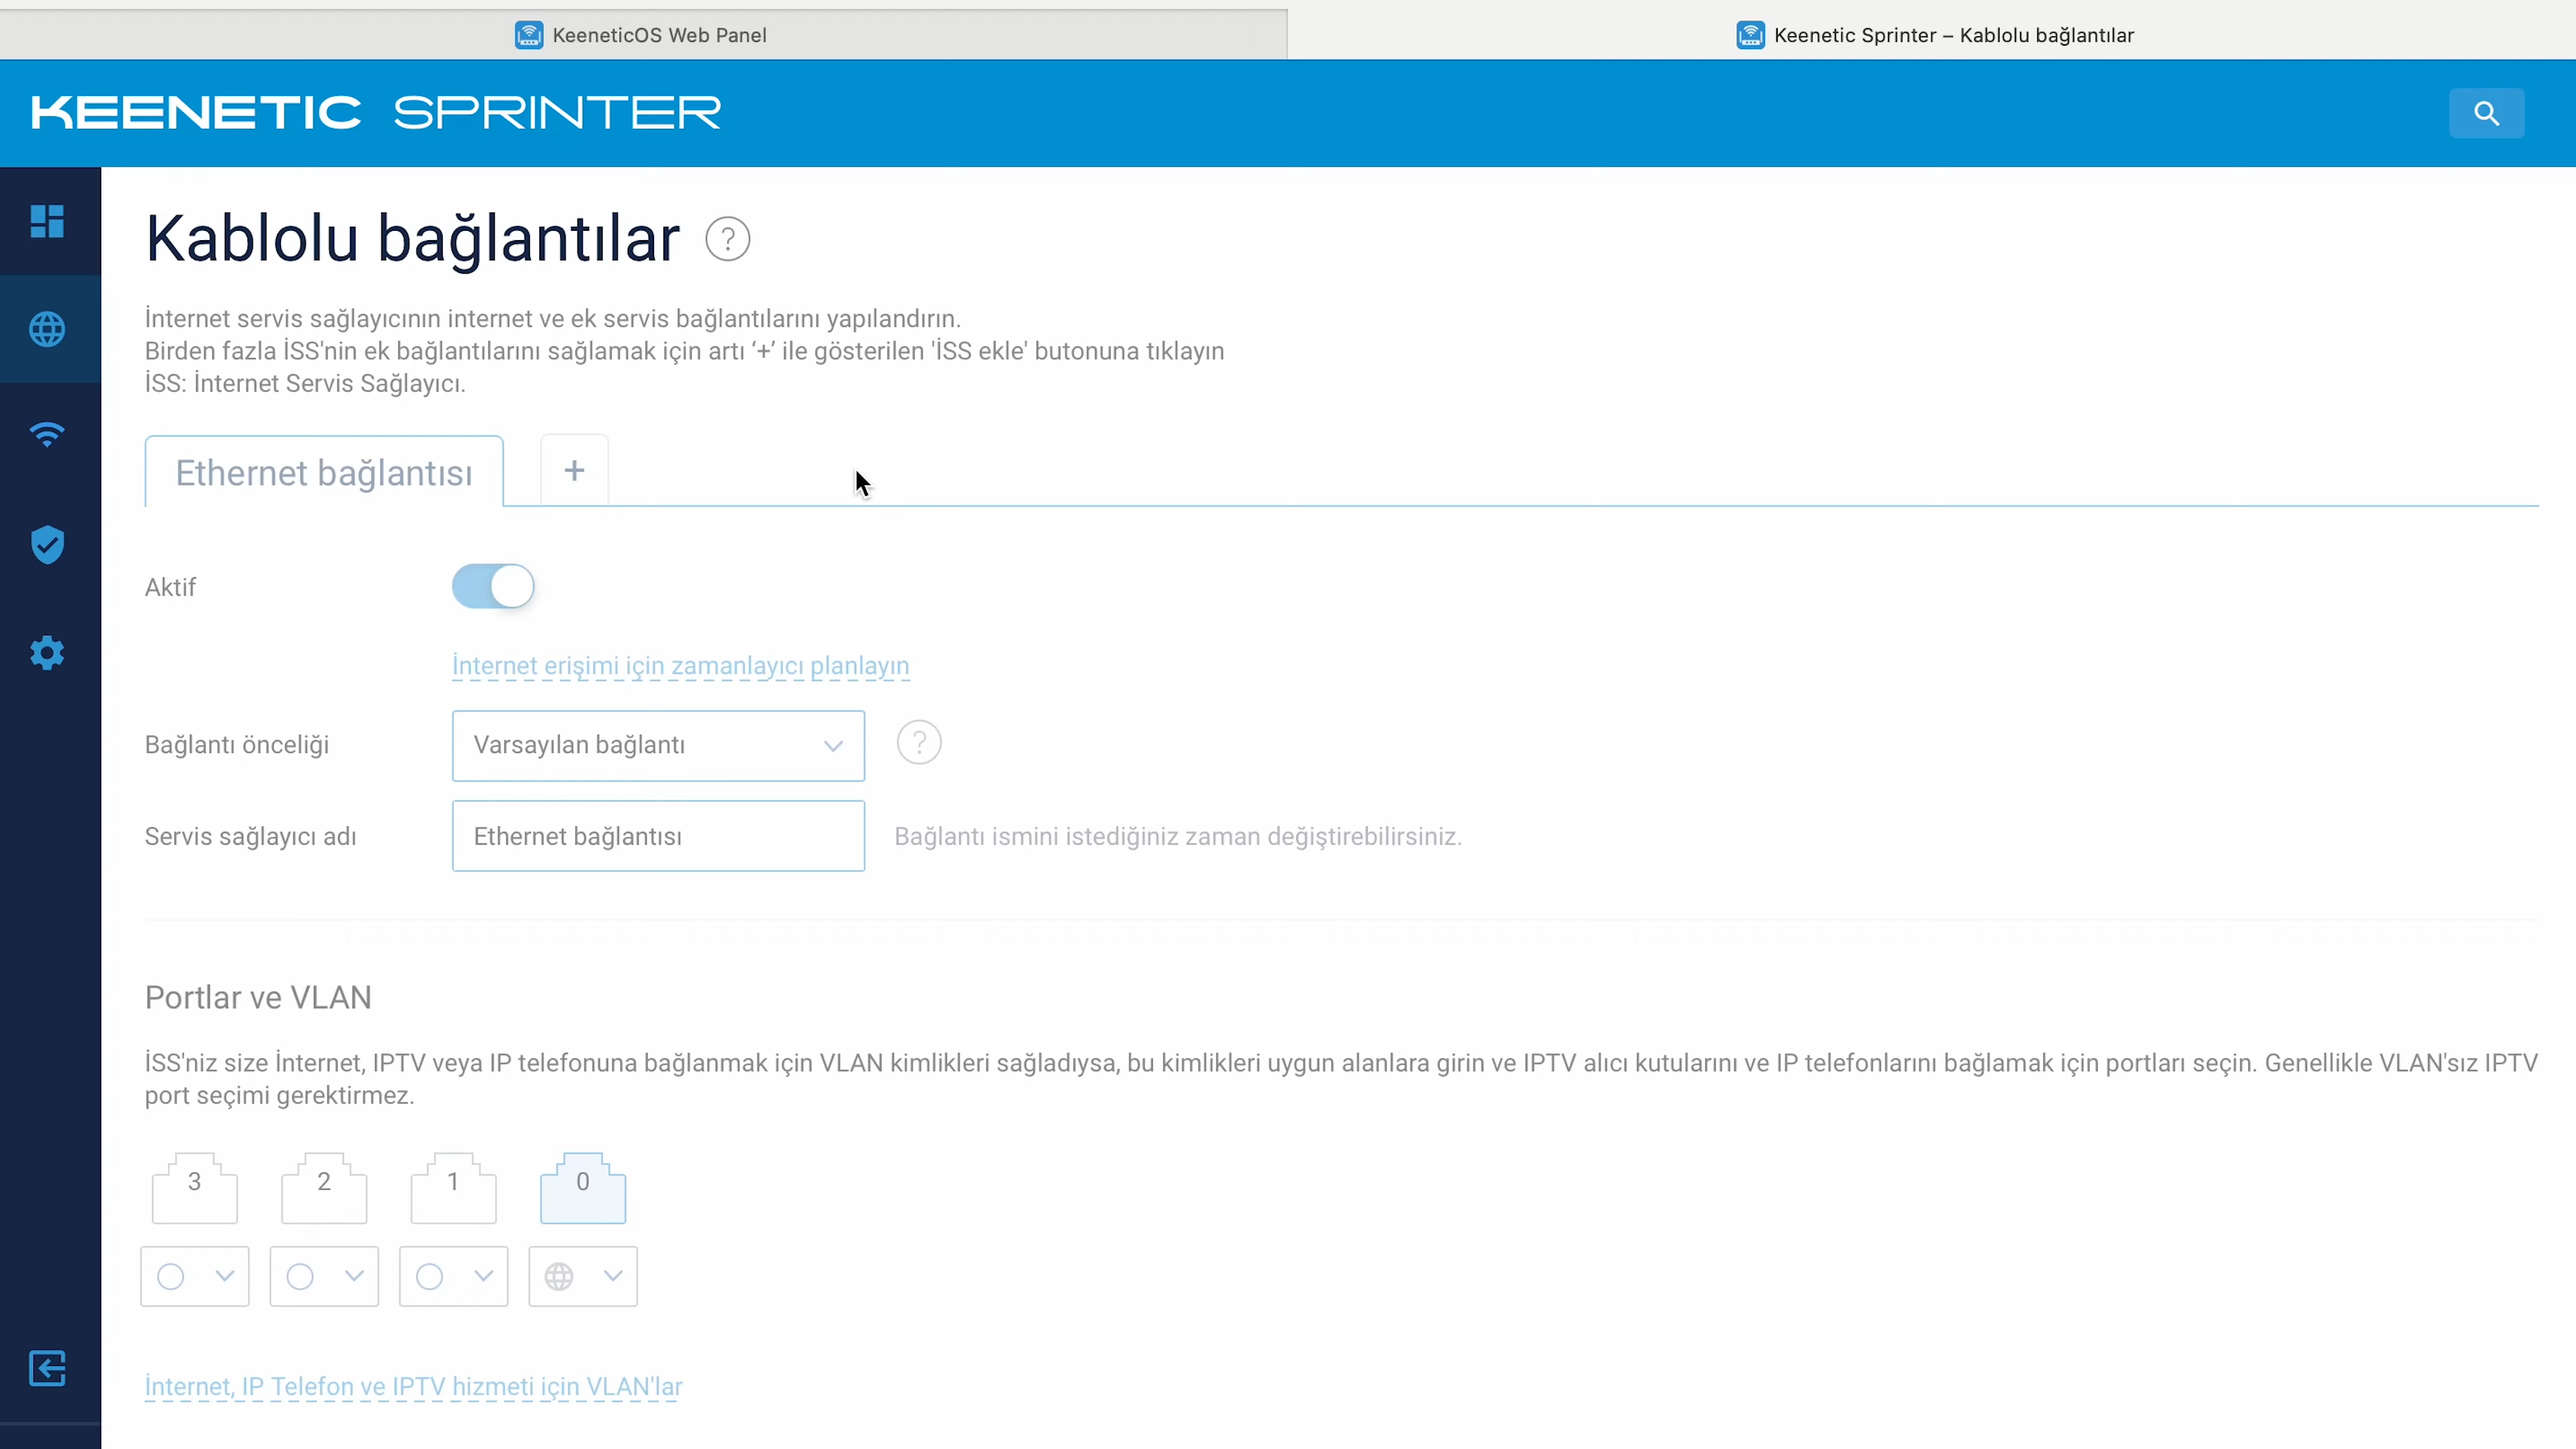 KeeneticOS Web Panel
Keenetic Sprinter – Kablolu bağlantılar
KEENETIC SPRINTER
Kablolu bağlantılar ?
İnternet servis sağlayıcının internet ve ek servis bağlantılarını yapılandırın.
Birden fazla İSS'nin ek bağlantılarını sağlamak için artı ‘+’ ile gösterilen 'İSS ekle' butonuna tıklayın
İSS: İnternet Servis Sağlayıcı.
Ethernet bağlantısı +
Aktif
İnternet erişimi için zamanlayıcı planlayın
Bağlantı önceliği Varsayılan bağlantı ?
Servis sağlayıcı adı Ethernet bağlantısı Bağlantı ismini istediğiniz zaman değiştirebilirsiniz.
Portlar ve VLAN
İSS'niz size İnternet, IPTV veya IP telefonuna bağlanmak için VLAN kimlikleri sağladıysa, bu kimlikleri uygun alanlara girin ve IPTV alıcı kutularını ve IP telefonlarını bağlamak için portları seçin. Genellikle VLAN'sız IPTV
port seçimi gerektirmez.
3 2 1 0
İnternet, IP Telefon ve IPTV hizmeti için VLAN'lar